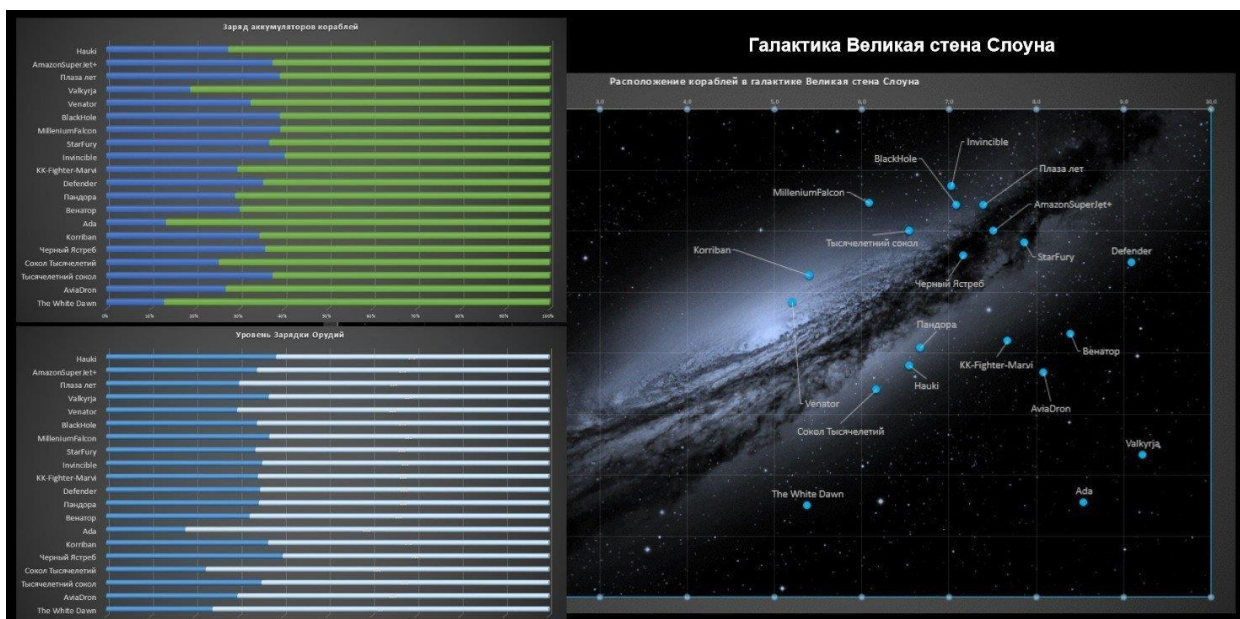 Заряд аккумуляторов кораблей
Hauki
AmazonSuperJet+
Плаза лет
Valkyrja
Venator
BlackHole
MilleniumFalcon
StarFury
Invincible
KK-Fighter-Marvi
Defender
Пандора
Венатор
Ada
Korriban
Черный Ястреб
Сокол Тысячелетий
Тысячелетний сокол
AviaDron
The White Dawn
0% 10% 20% 30% 40% 50% 60% 70% 80% 90% 100%
Уровень Зарядки Орудий
Hauki
AmazonSuperJet+
Плаза лет
Valkyrja
Venator
BlackHole
MilleniumFalcon
StarFury
Invincible
KK-Fighter-Marvi
Defender
Пандора
Венатор
Ada
Korriban
Черный Ястреб
Сокол Тысячелетий
Тысячелетний сокол
AviaDron
The White Dawn
Галактика Великая стена Слоуна
Расположение кораблей в галактике Великая стена Слоуна
Invincible
BlackHole
Плаза лет
MilleniumFalcon
AmazonSuperJet+
Тысячелетний сокол
Korriban
StarFury
Defender
Черный Ястреб
Пандора
Венатор
KK-Fighter-Marvi
Hauki
Venator
AviaDron
Сокол Тысячелетий
Valkyrja
The White Dawn
Ada